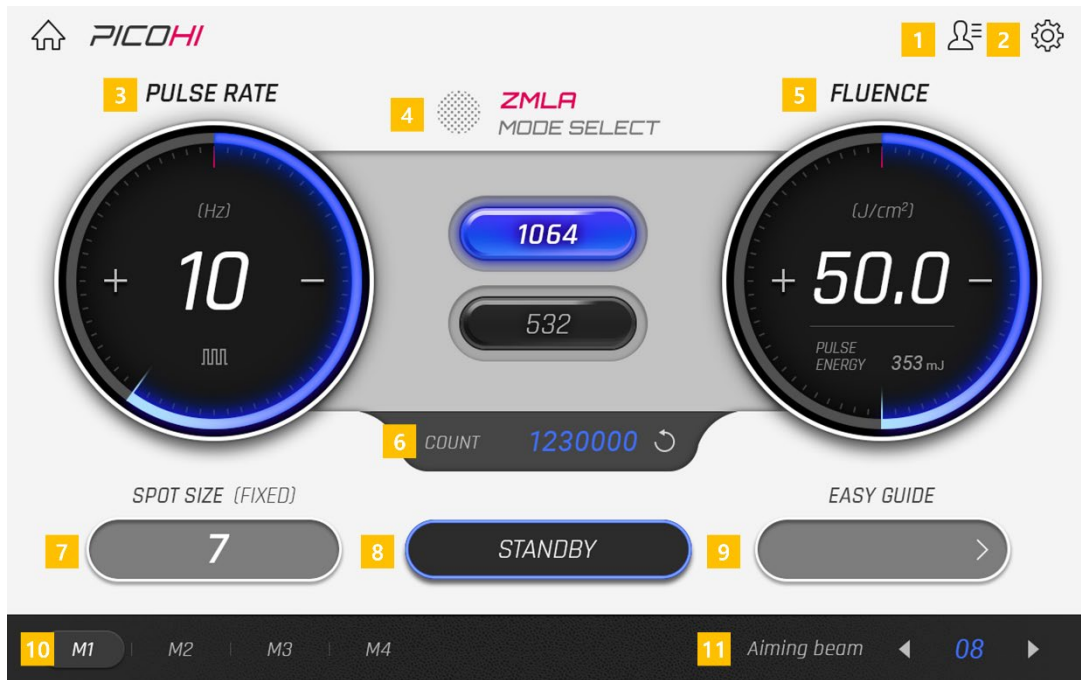 PICOHI
1
2
3 PULSE RATE
4 ZMLA
MODE SELECT
5 FLUENCE
(Hz)
+ 10 −
1064
532
(J/cm²)
+ 50.0 −
PULSE
ENERGY 353 mJ
6 COUNT 1230000
SPOT SIZE (FIXED)
7 7
8 STANDBY
EASY GUIDE
9
10 M1 M2 M3 M4
11 Aiming beam 08